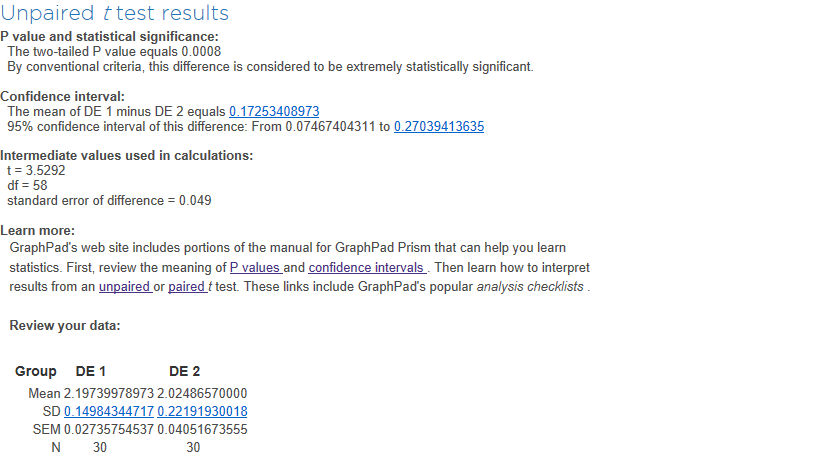 Unpaired t test results
P value and statistical significance:
The two-tailed P value equals 0.0008
By conventional criteria, this difference is considered to be extremely statistically significant.
Confidence interval:
The mean of DE 1 minus DE 2 equals 0.17253408973
95% confidence interval of this difference: From 0.07467404311 to 0.27039413635
Intermediate values used in calculations:
t = 3.5292
df = 58
standard error of difference = 0.049
Learn more:
GraphPad's web site includes portions of the manual for GraphPad Prism that can help you learn
statistics. First, review the meaning of P values and confidence intervals . Then learn how to interpret
results from an unpaired or paired t test. These links include GraphPad's popular analysis checklists .
Review your data:
Group DE 1 DE 2
Mean 2.19739978973 2.02486570000
SD 0.14984344717 0.22191930018
SEM 0.02735754537 0.04051673555
N 30 30